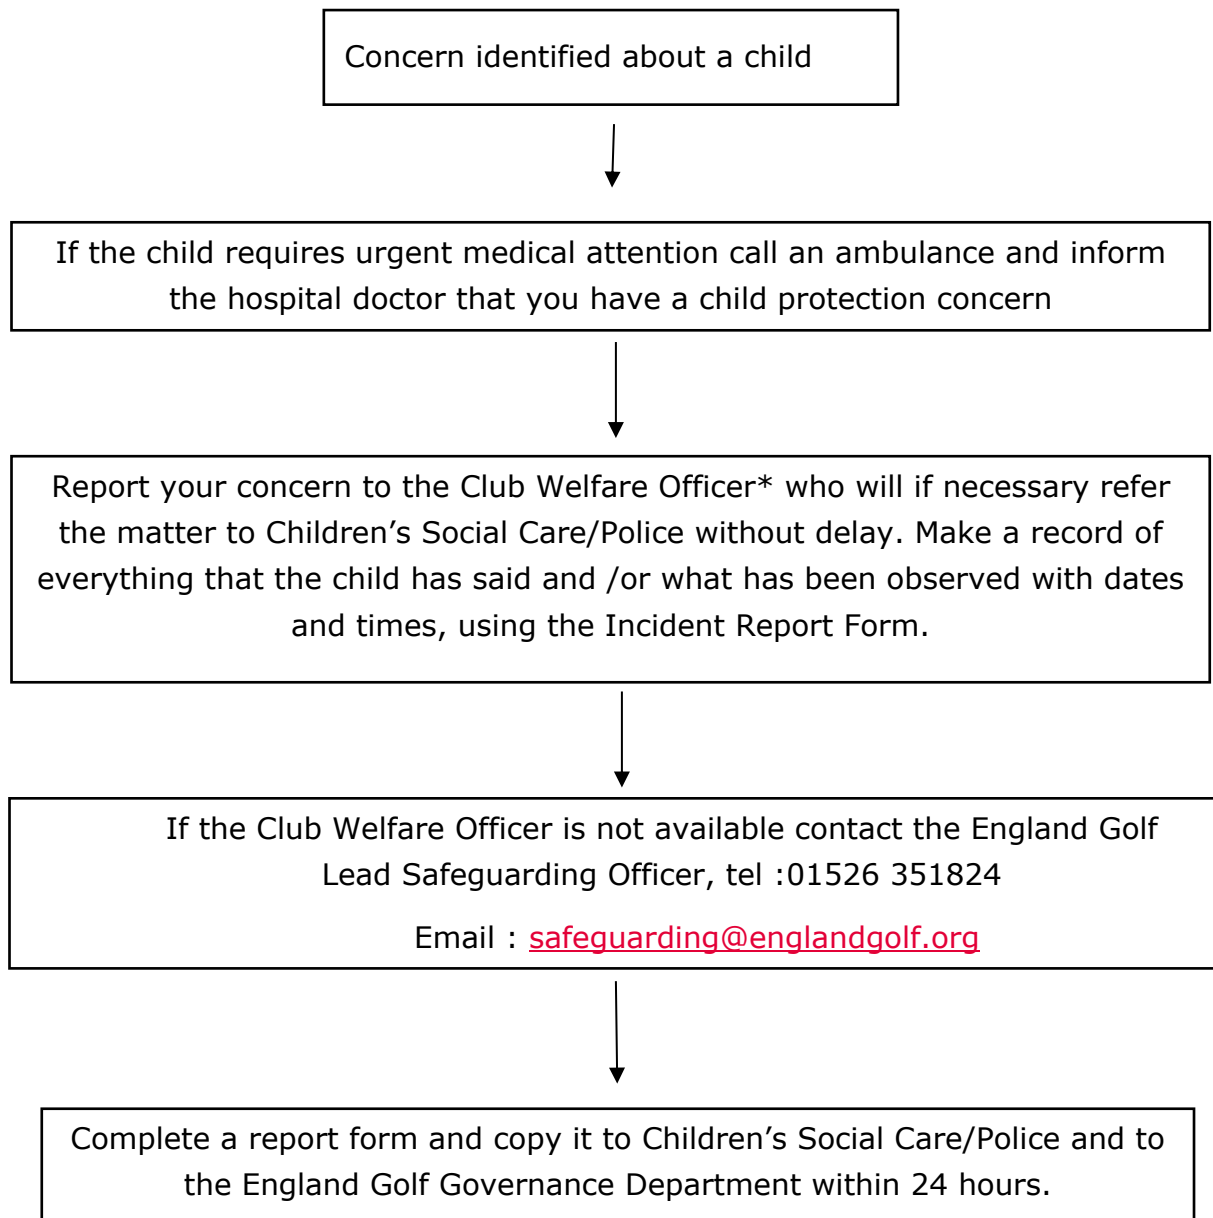 Concern identified about a child
If the child requires urgent medical attention call an ambulance and inform
the hospital doctor that you have a child protection concern
Report your concern to the Club Welfare Officer* who will if necessary refer
the matter to Children’s Social Care/Police without delay. Make a record of
everything that the child has said and /or what has been observed with dates
and times, using the Incident Report Form.
If the Club Welfare Officer is not available contact the England Golf
Lead Safeguarding Officer, tel :01526 351824
Email : safeguarding@englandgolf.org
Complete a report form and copy it to Children’s Social Care/Police and to
the England Golf Governance Department within 24 hours.